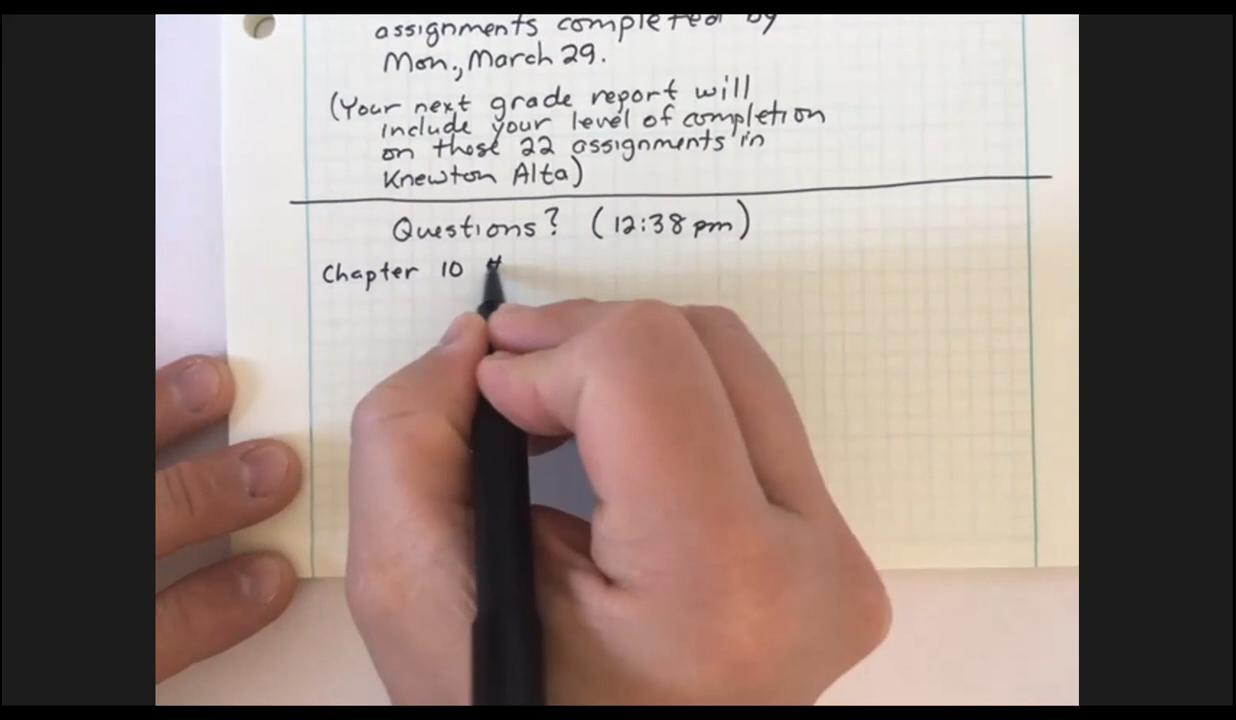 assignments completed by
Mon., March 29.
(Your next grade report will
include your level of completion
on those 22 assignments in
Knewton Alta)
Questions? (12:38 pm)
Chapter 10 #